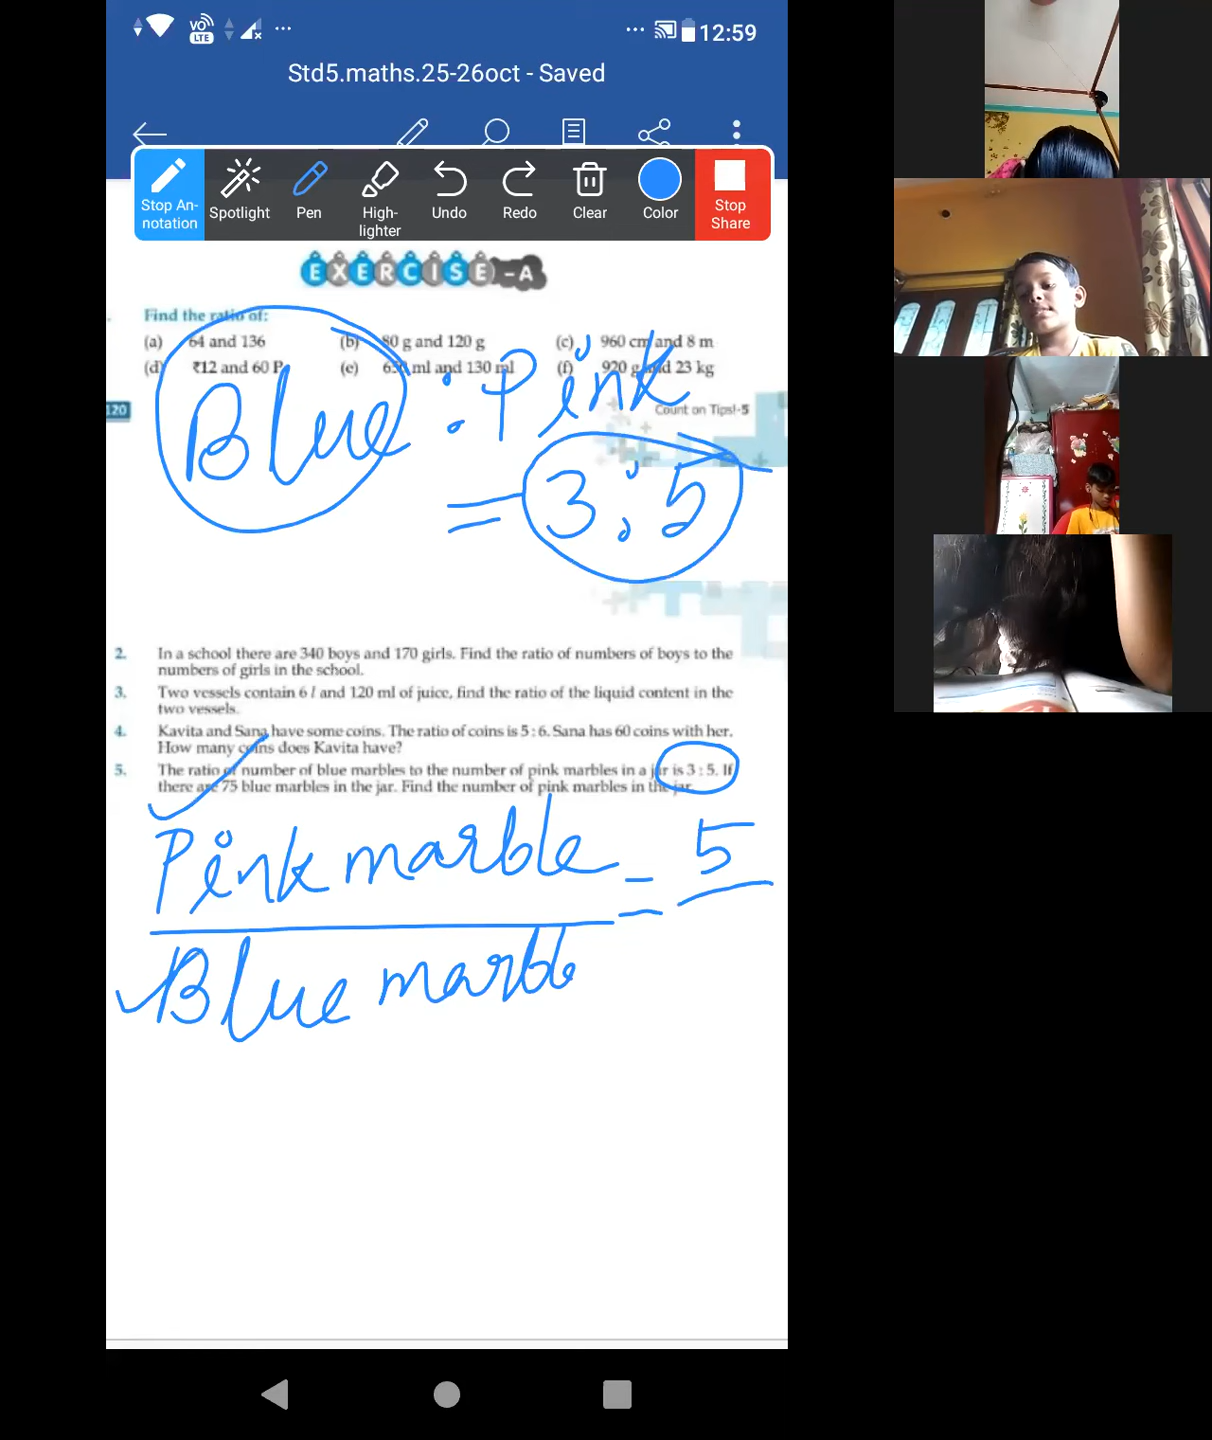 VO LTE
12:59
Std5.maths.25-26oct - Saved
Stop An-notation Spotlight Pen High-lighter Undo Redo Clear Color Stop Share
EXERCISE-A
Find the ratio of:
(a) 64 and 136 (b) 80 g and 120 g (c) 960 cm and 8 m
(d) ₹12 and 60 P (e) ml and 130 ml (f) 920 g and 23 kg
120
Count on Tips!-5
Blue : Pink
= 3:5
2. In a school there are 340 boys and 170 girls. Find the ratio of numbers of boys to the
numbers of girls in the school.
3. Two vessels contain 6 l and 120 ml of juice, find the ratio of the liquid content in the
two vessels.
4. Kavita and Sana have some coins. The ratio of coins is 5 : 6. Sana has 60 coins with her.
How many coins does Kavita have?
5. The ratio of number of blue marbles to the number of pink marbles in a jar is 3 : 5. If
there are 75 blue marbles in the jar. Find the number of pink marbles in the jar.
Pink marble = 5
Blue marbl